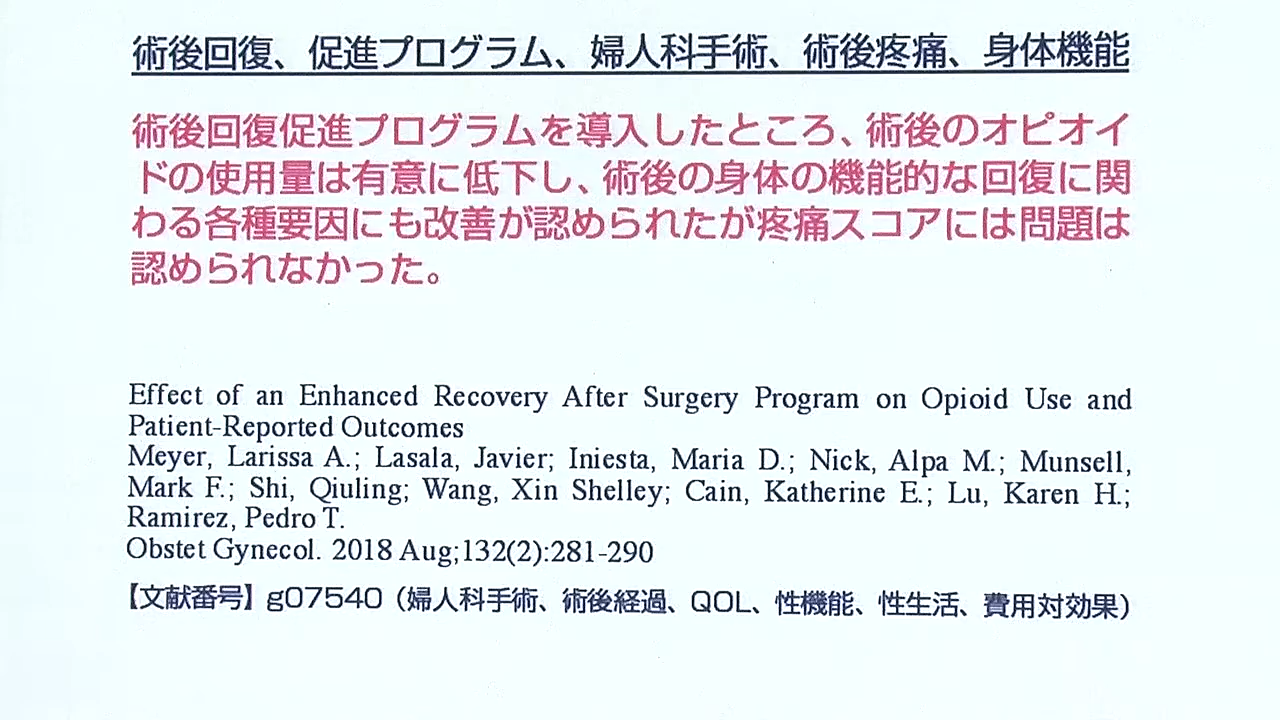 術後回復、促進プログラム、婦人科手術、術後疼痛、身体機能
術後回復促進プログラムを導入したところ、術後のオピオイ
ドの使用量は有意に低下し、術後の身体の機能的な回復に関
わる各種要因にも改善が認められたが疼痛スコアには問題は
認められなかった。
Effect of an Enhanced Recovery After Surgery Program on Opioid Use and
Patient-Reported Outcomes
Meyer, Larissa A.; Lasala, Javier; Iniesta, Maria D.; Nick, Alpa M.; Munsell,
Mark F.; Shi, Qiuling; Wang, Xin Shelley; Cain, Katherine E.; Lu, Karen H.;
Ramirez, Pedro T.
Obstet Gynecol. 2018 Aug;132(2):281-290
【文献番号】g07540（婦人科手術、術後経過、QOL、性機能、性生活、費用対効果）